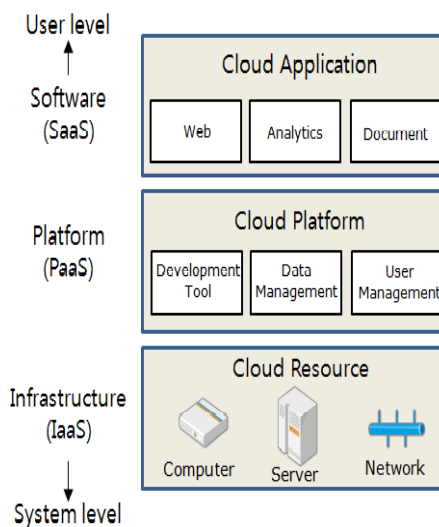 User level
Software
(SaaS)
Cloud Application
Web
Analytics
Document
Platform
(PaaS)
Cloud Platform
Development
Tool
Data
Management
User
Management
Infrastructure
(IaaS)
Cloud Resource
Computer
Server
Network
System level